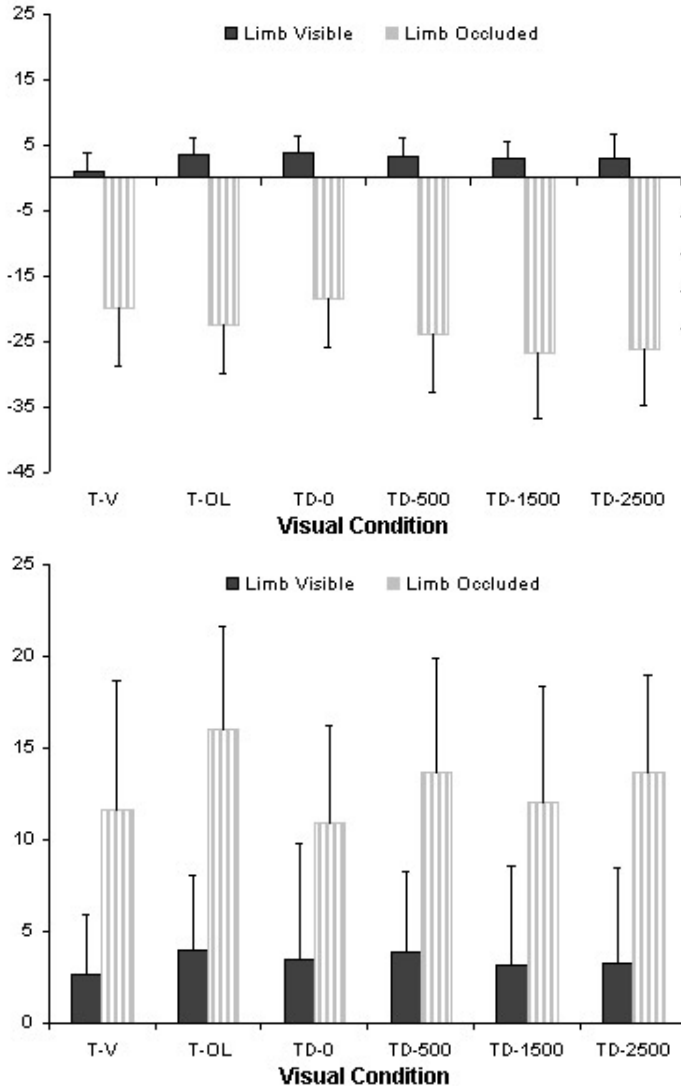 25
Limb Visible Limb Occluded
15
5
-5
-15
-25
-35
-45
T-V T-OL TD-0 TD-500 TD-1500 TD-2500
Visual Condition
25
Limb Visible Limb Occluded
20
15
10
5
0
T-V T-OL TD-0 TD-500 TD-1500 TD-2500
Visual Condition